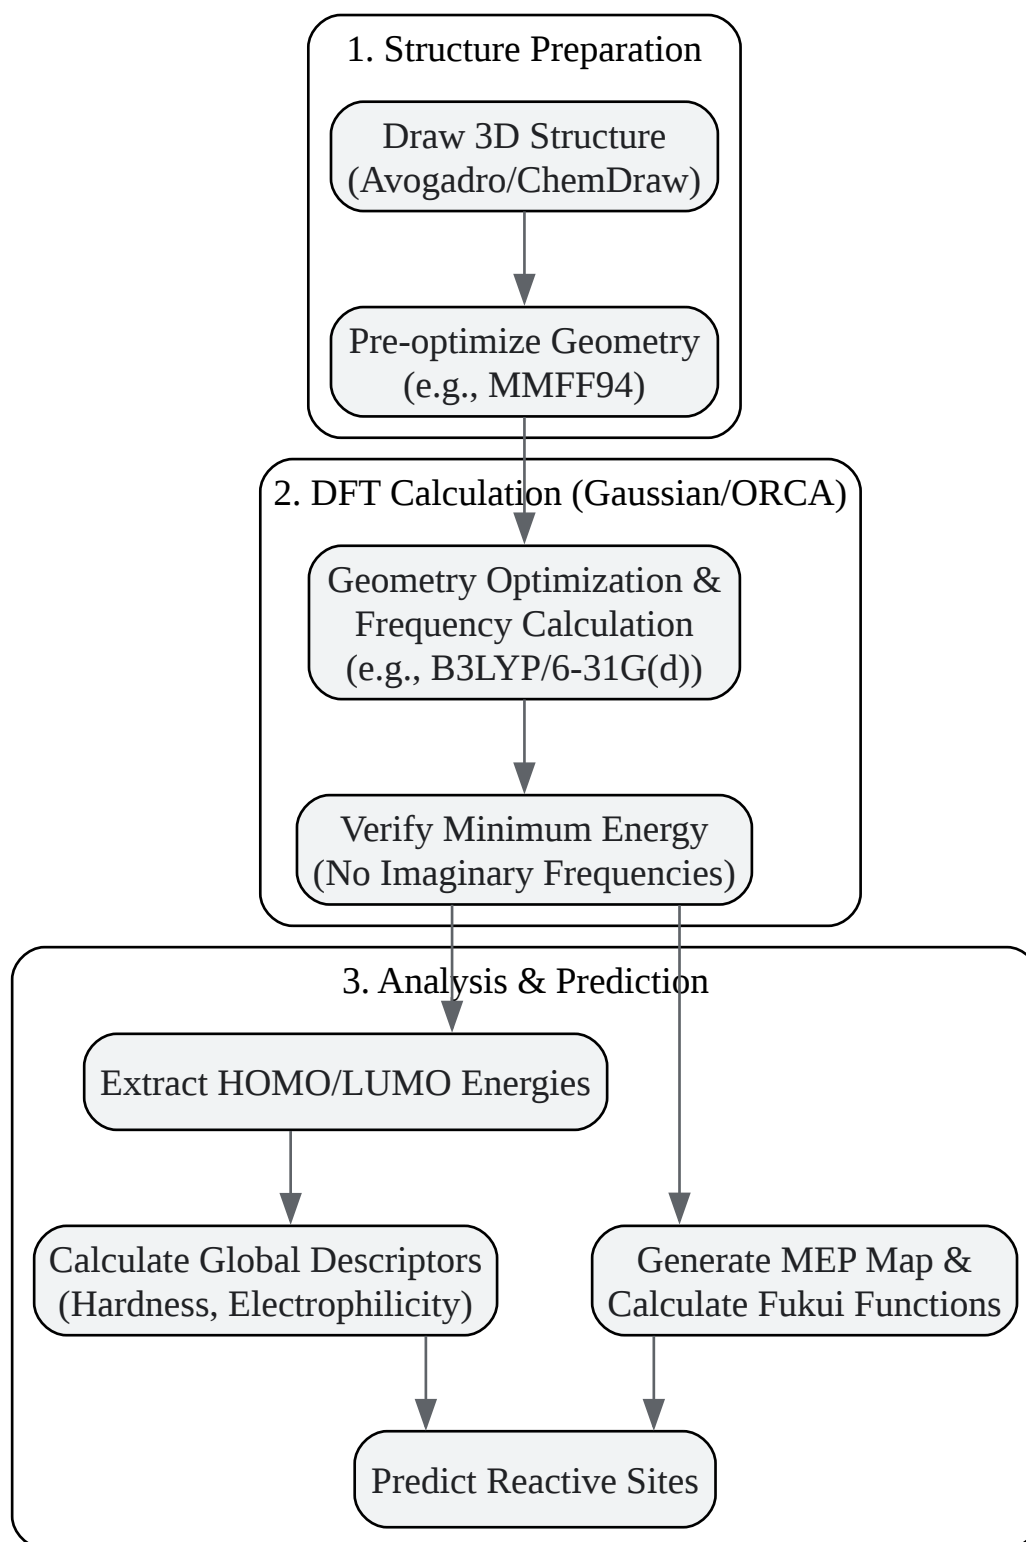 1. Structure Preparation
Draw 3D Structure
(Avogadro/ChemDraw)
Pre-optimize Geometry
(e.g., MMFF94)
2. DFT Calculation (Gaussian/ORCA)
Geometry Optimization &
Frequency Calculation
(e.g., B3LYP/6-31G(d))
Verify Minimum Energy
(No Imaginary Frequencies)
3. Analysis & Prediction
Extract HOMO/LUMO Energies
Calculate Global Descriptors
(Hardness, Electrophilicity)
Generate MEP Map &
Calculate Fukui Functions
Predict Reactive Sites